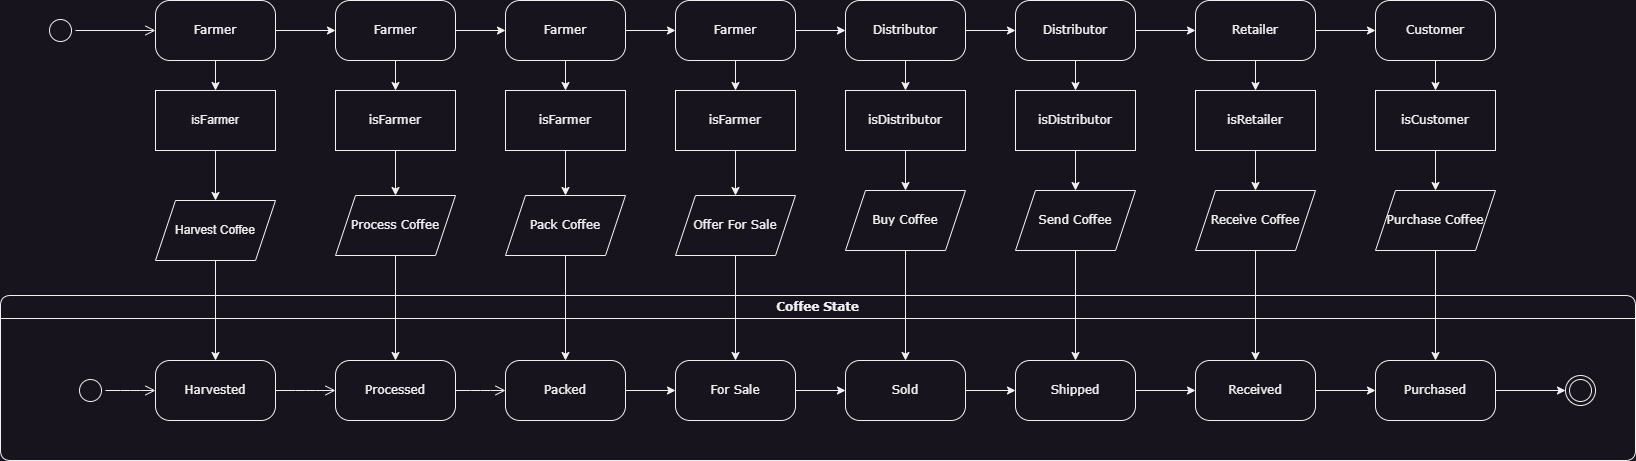 Farmer
Farmer
Farmer
Farmer
Distributor
Distributor
Retailer
Customer
isFarmer
isFarmer
isFarmer
isFarmer
isDistributor
isDistributor
isRetailer
isCustomer
Harvest Coffee
Process Coffee
Pack Coffee
Offer For Sale
Buy Coffee
Send Coffee
Receive Coffee
Purchase Coffee
Coffee State
Harvested
Processed
Packed
For Sale
Sold
Shipped
Received
Purchased